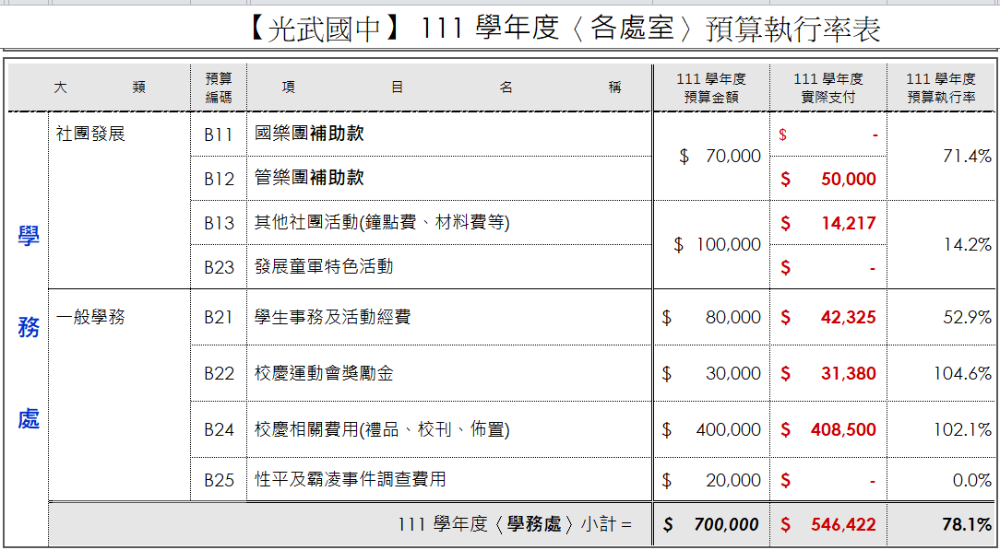 【光武國中】 111 學年度〈各處室〉預算執行率表
大 類 預算編碼 項 目 名 稱 111 學年度預算金額 111 學年度實際支付 111 學年度預算執行率
學務處
社團發展 B11 國樂團補助款 $ 70,000 $ - 71.4%
B12 管樂團補助款 $ 50,000
B13 其他社團活動(鐘點費、材料費等) $ 100,000 $ 14,217 14.2%
B23 發展童軍特色活動 $ -
一般學務 B21 學生事務及活動經費 $ 80,000 $ 42,325 52.9%
B22 校慶運動會獎勵金 $ 30,000 $ 31,380 104.6%
B24 校慶相關費用(禮品、校刊、佈置) $ 400,000 $ 408,500 102.1%
B25 性平及霸凌事件調查費用 $ 20,000 $ - 0.0%
111 學年度〈學務處〉小計 = $ 700,000 $ 546,422 78.1%